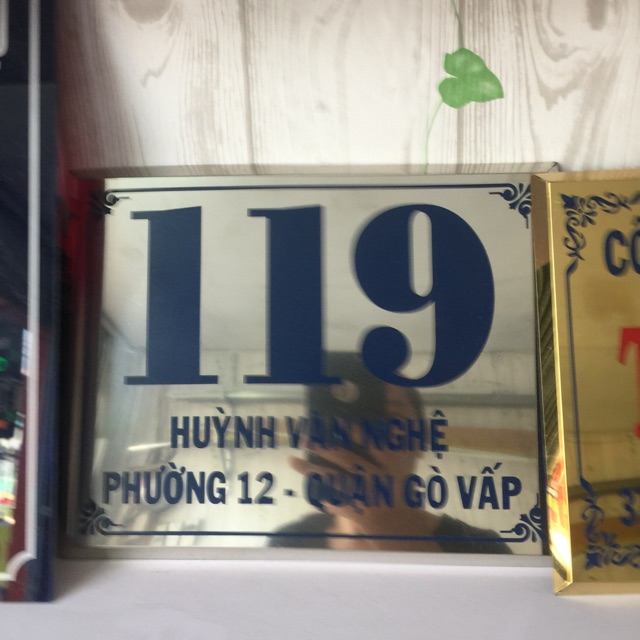 119
HUỲNH VĂN NGHỆ
PHƯỜNG 12 - QUẬN GÒ VẤP